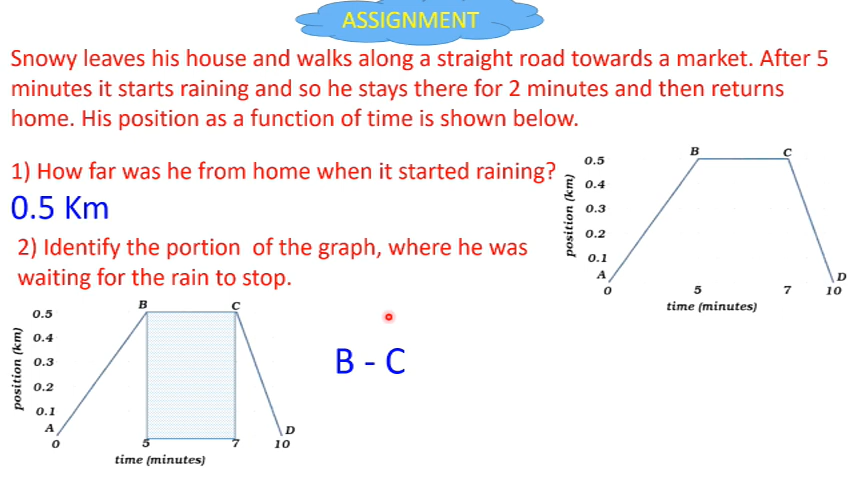 ASSIGNMENT
Snowy leaves his house and walks along a straight road towards a market. After 5
minutes it starts raining and so he stays there for 2 minutes and then returns
home. His position as a function of time is shown below.
1) How far was he from home when it started raining?
0.5 Km
2) Identify the portion of the graph, where he was
waiting for the rain to stop.
B - C
position (km)
0.5
0.4
0.3
0.2
0.1
A
B
C
D
0
5
7
10
time (minutes)
position (km)
0.5
0.4
0.3
0.2
0.1
A
B
C
D
0
5
7
10
time (minutes)